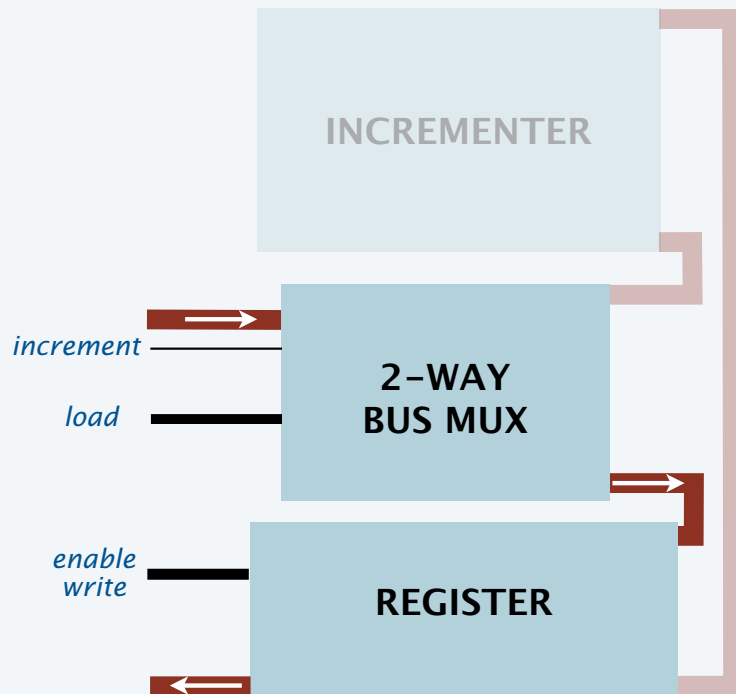 INCREMENTER
increment
load
2-WAY
BUS MUX
enable
write
REGISTER